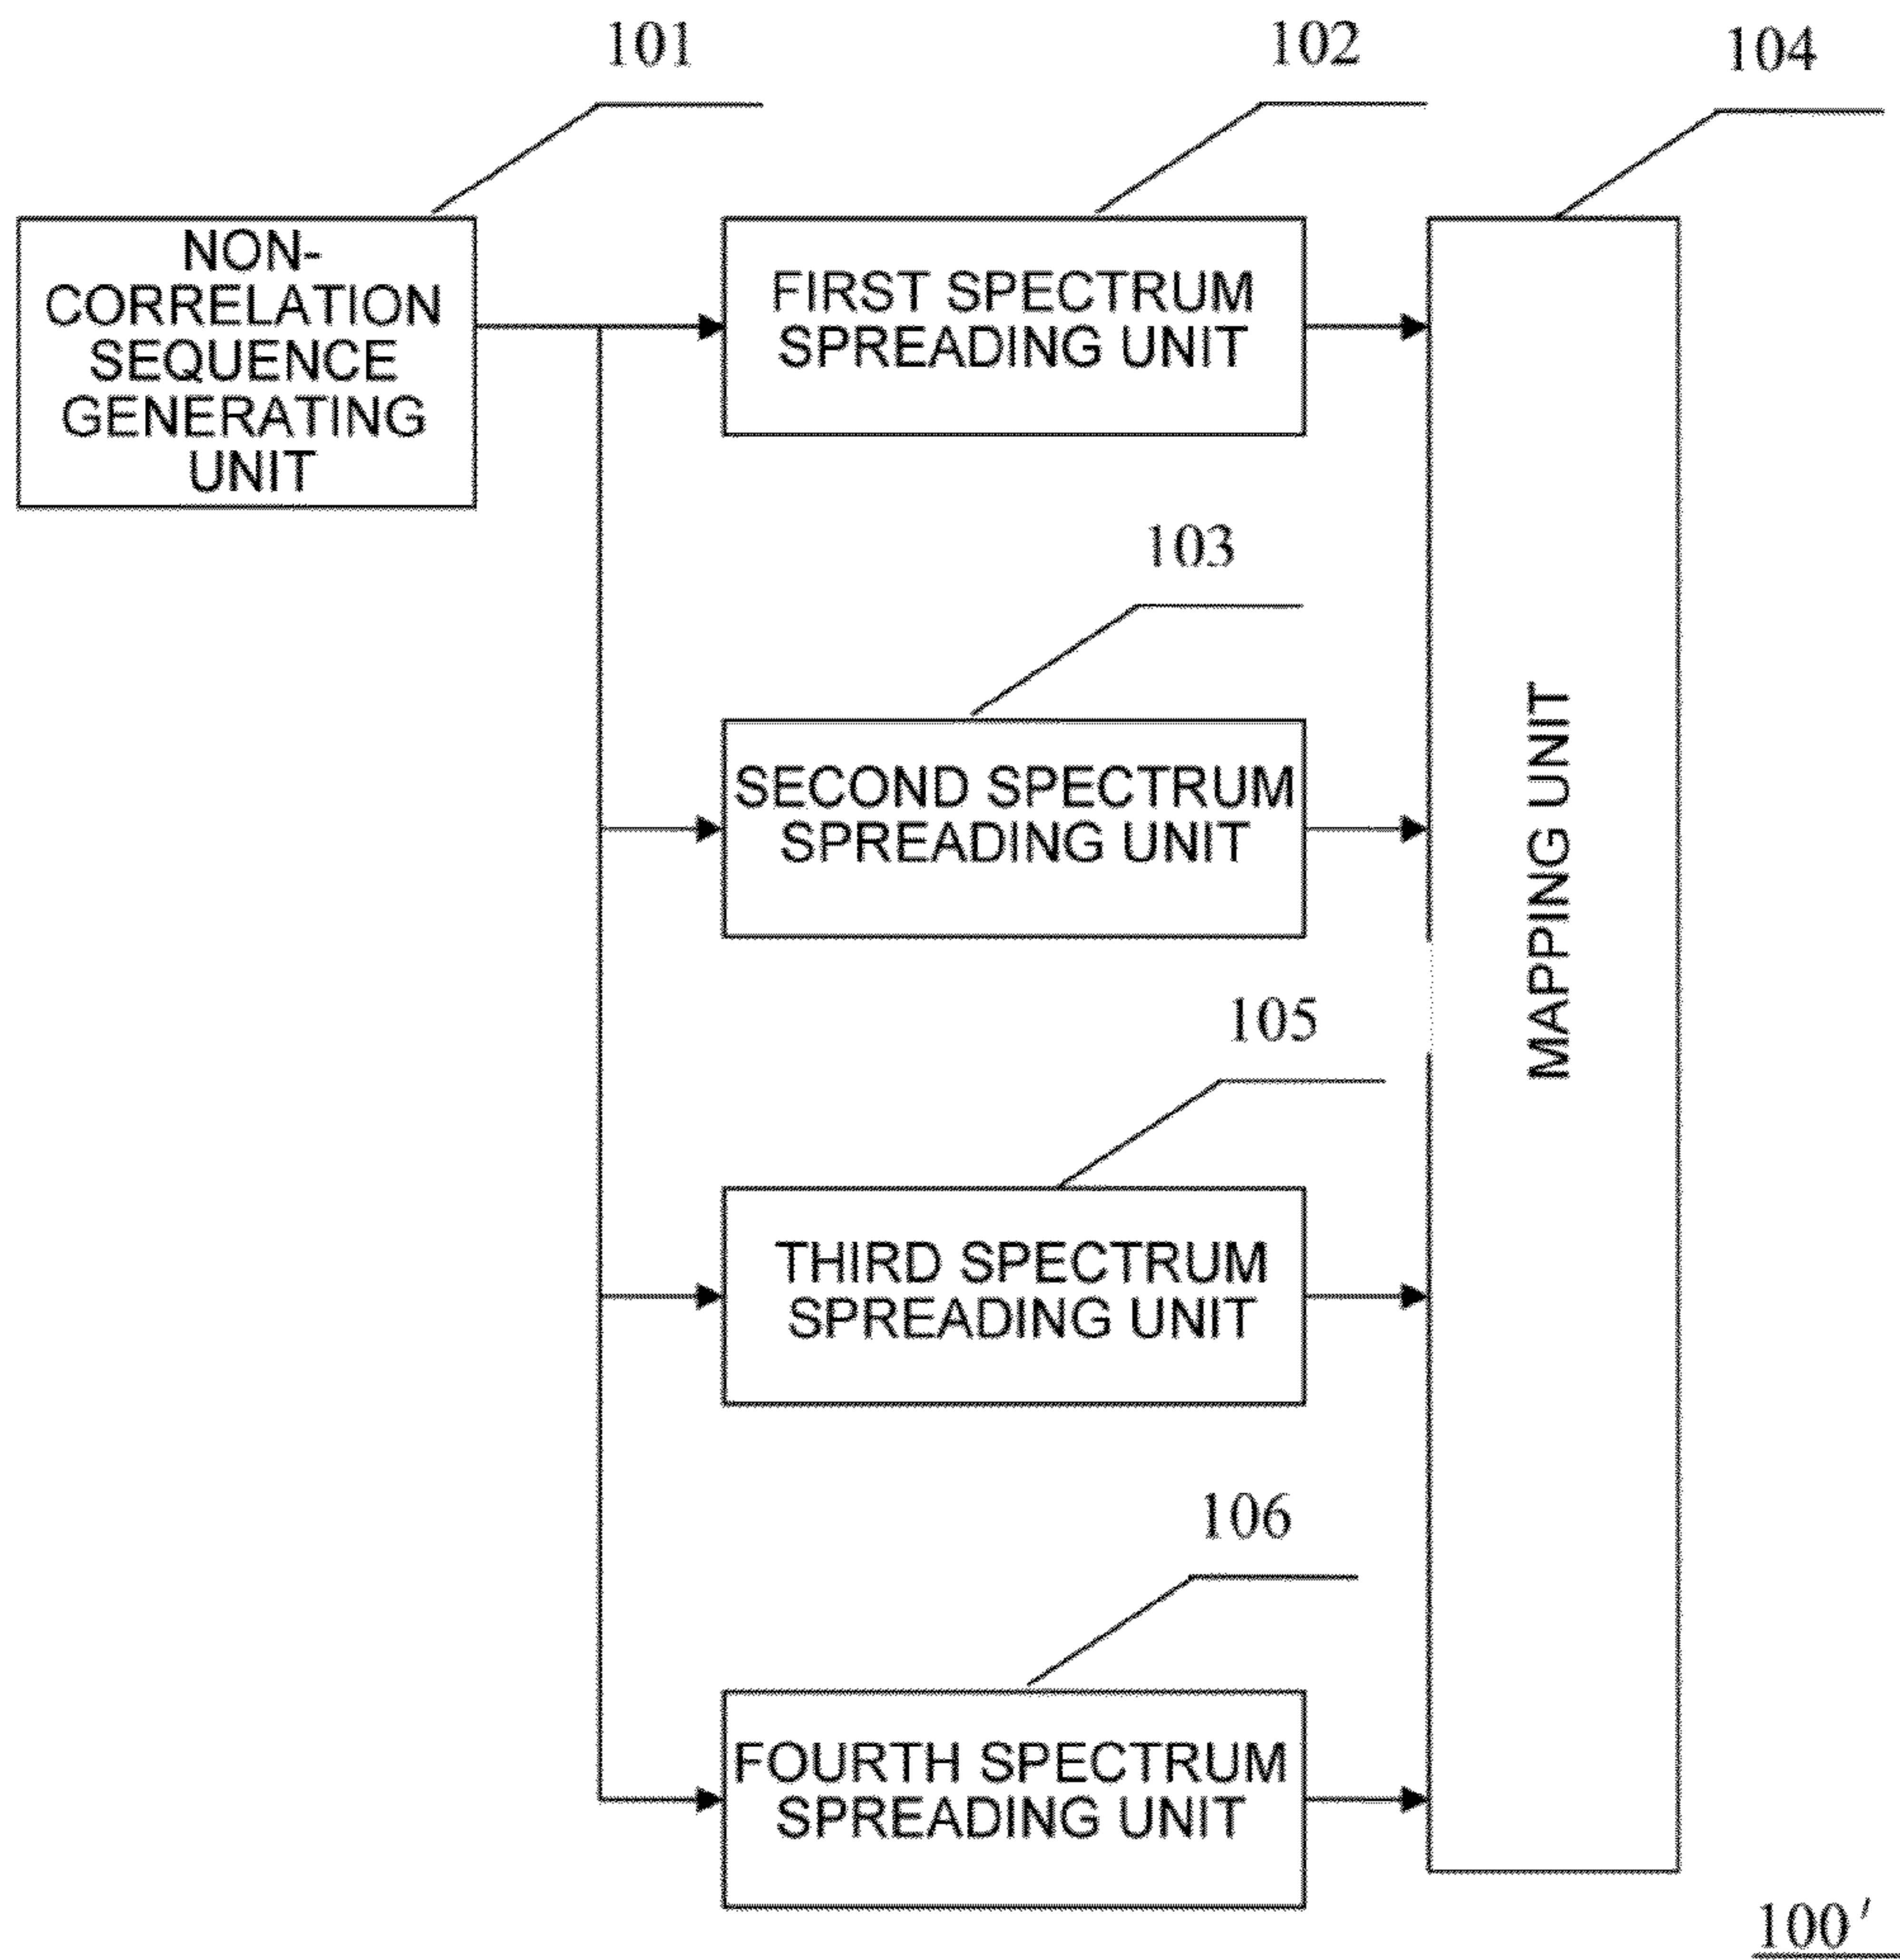 101
102
104
NON-
CORRELATION
SEQUENCE
GENERATING
UNIT
FIRST SPECTRUM
SPREADING UNIT
103
SECOND SPECTRUM
SPREADING UNIT
MAPPING UNIT
105
THIRD SPECTRUM
SPREADING UNIT
106
FOURTH SPECTRUM
SPREADING UNIT
100'